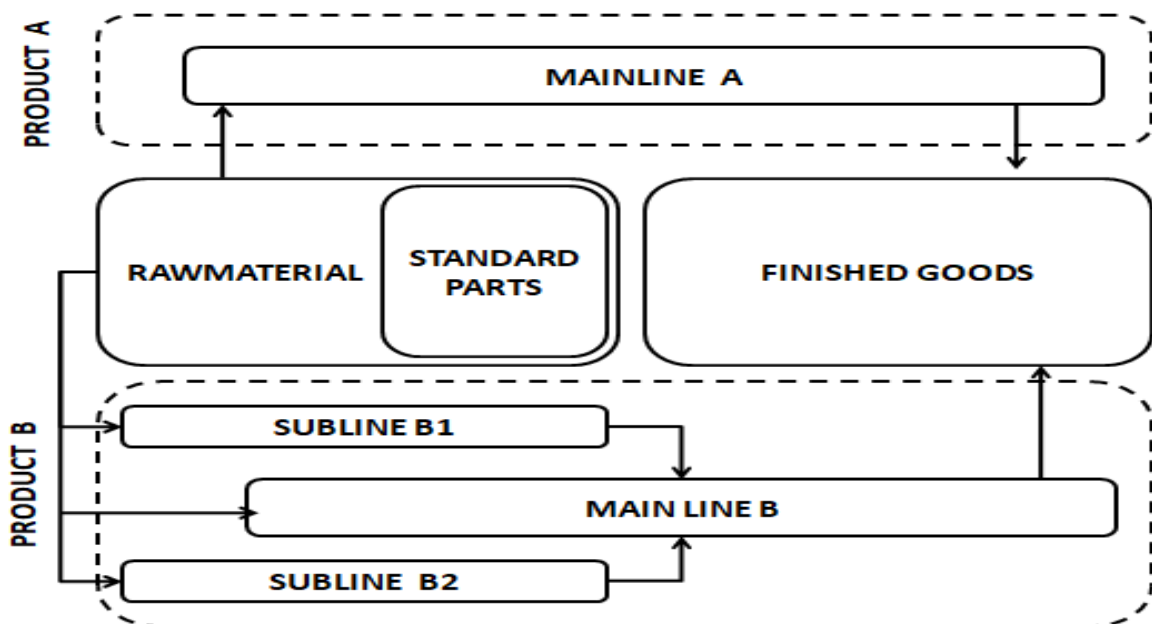 PRODUCT A
MAINLINE A
RAWMATERIAL
STANDARD
PARTS
FINISHED GOODS
PRODUCT B
SUBLINE B1
MAIN LINE B
SUBLINE B2